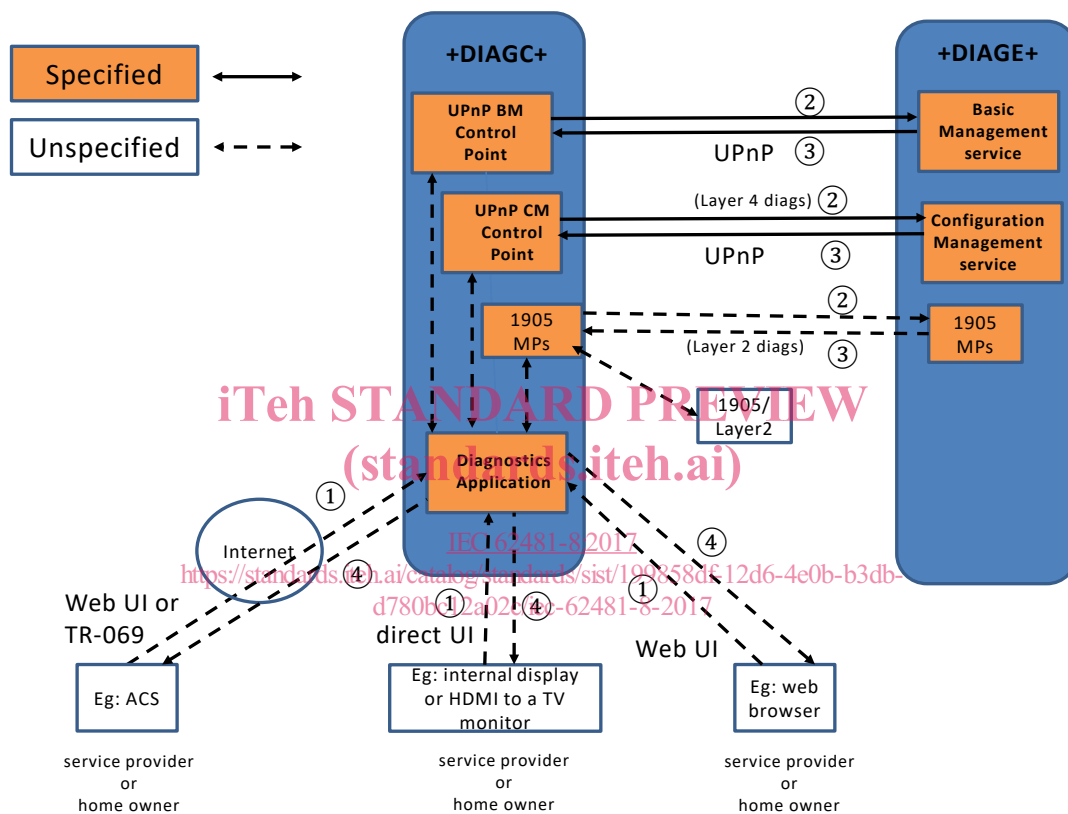 +DIAGC+
+DIAGE+
Specified
Unspecified
UPnP BM
Control
Point
②
UPnP
③
Basic
Management
service
UPnP CM
Control
Point
(Layer 4 diags) ②
UPnP ③
Configuration
Management
service
1905
MPs
②
(Layer 2 diags) ③
1905
MPs
1905/
Layer2
iTeh STANDARD PREVIEW
(standards.iteh.ai)
Diagnostics
Application
①
Internet
④
Web UI or
TR-069
①
④
direct UI
④
①
Web UI
IEC 62481-8:2017
https://standards.iteh.ai/catalog/standards/sist/199858df-12d6-4e0b-b3db-
d780bc12a02c/iec-62481-8-2017
Eg: ACS
Eg: internal display
or HDMI to a TV
monitor
Eg: web
browser
service provider
or
home owner
service provider
or
home owner
service provider
or
home owner